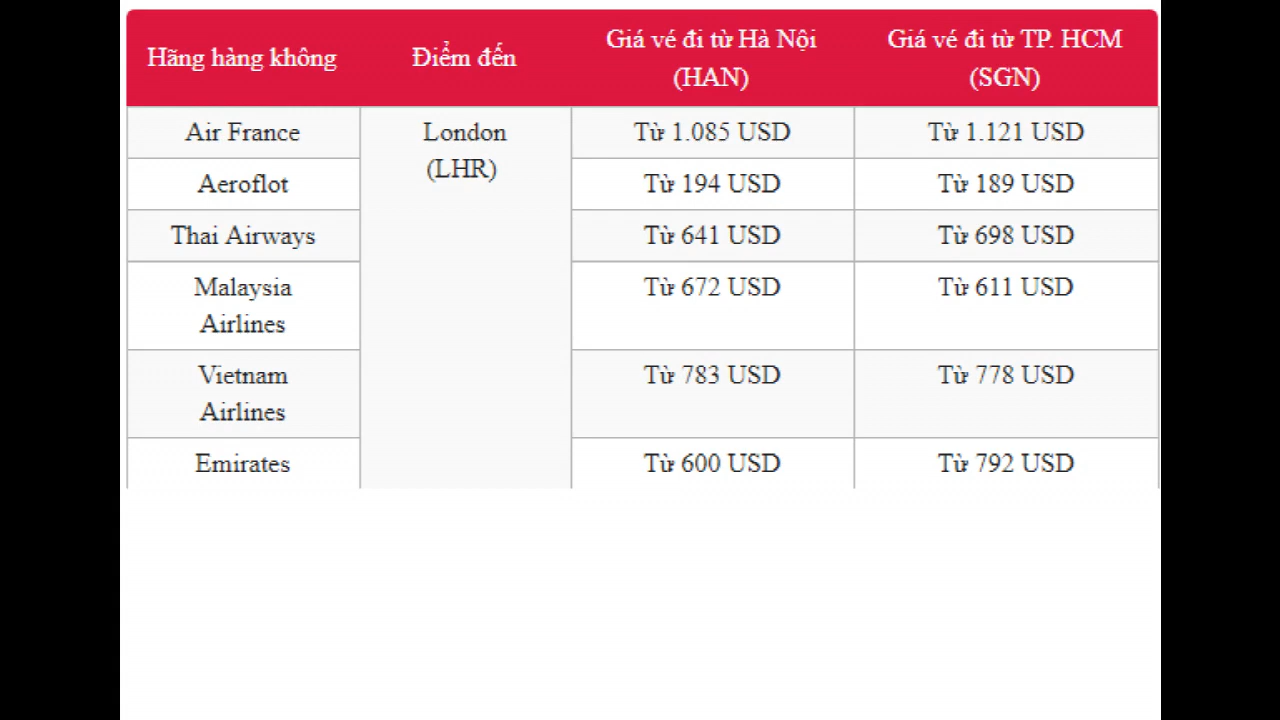 Hãng hàng không Điểm đến Giá vé đi từ Hà Nội (HAN) Giá vé đi từ TP. HCM (SGN)
Air France London (LHR) Từ 1.085 USD Từ 1.121 USD
Aeroflot Từ 194 USD Từ 189 USD
Thai Airways Từ 641 USD Từ 698 USD
Malaysia Airlines Từ 672 USD Từ 611 USD
Vietnam Airlines Từ 783 USD Từ 778 USD
Emirates Từ 600 USD Từ 792 USD